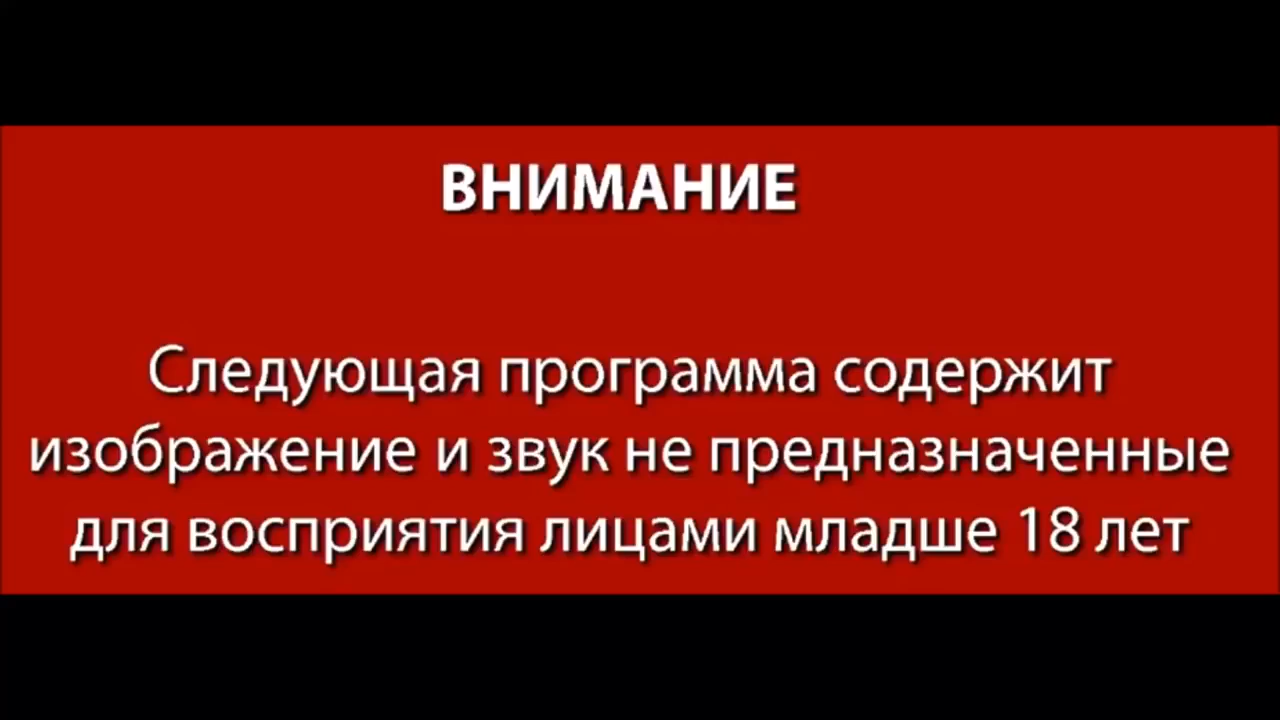 ВНИМАНИЕ
Следующая программа содержит
изображение и звук не предназначенные
для восприятия лицами младше 18 лет